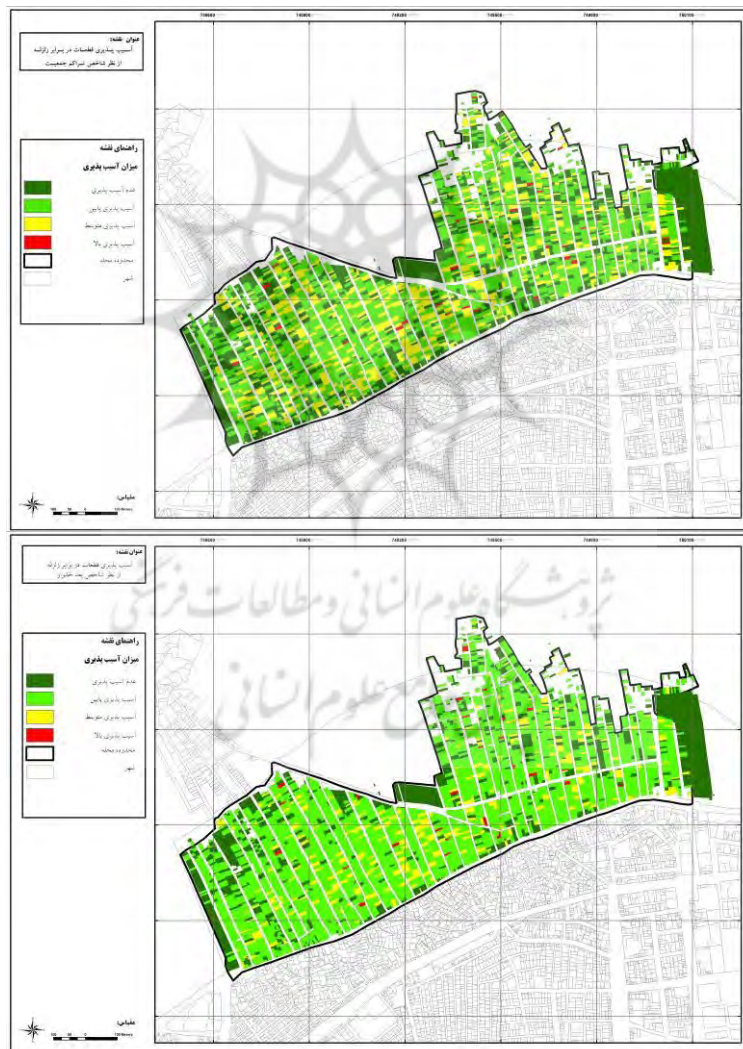 عنوان نقشه:
آسیب پذیری قطعات در برابر زلزله
از نظر شاخص تراکم جمعیت
راهنمای نقشه
میزان آسیب پذیری
عدم آسیب پذیری
آسیب پذیری پایین
آسیب پذیری متوسط
آسیب پذیری بالا
محدوده محله
شهر
مقیاس:
عنوان نقشه:
آسیب پذیری قطعات در برابر زلزله
از نظر شاخص بعد خانوار
راهنمای نقشه
میزان آسیب پذیری
عدم آسیب پذیری
آسیب پذیری پایین
آسیب پذیری متوسط
آسیب پذیری بالا
محدوده محله
شهر
مقیاس:
پژوهشگاه علوم انسانی و مطالعات فرهنگی
جامع علوم انسانی